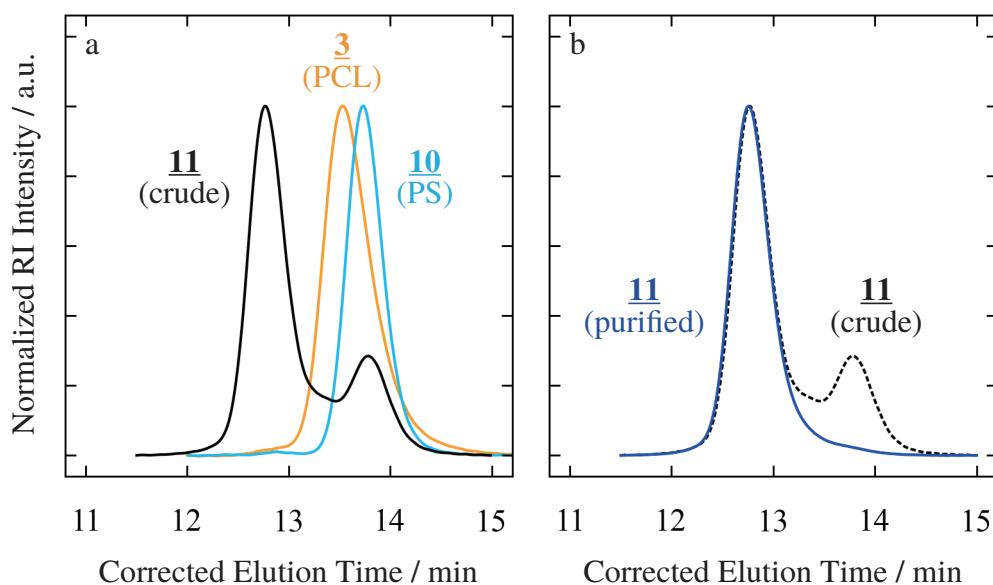 Normalized RI Intensity / a.u.
a
3
(PCL)
11
(crude)
10
(PS)
11 12 13 14 15
Corrected Elution Time / min
b
11
(purified)
11
(crude)
11 12 13 14 15
Corrected Elution Time / min